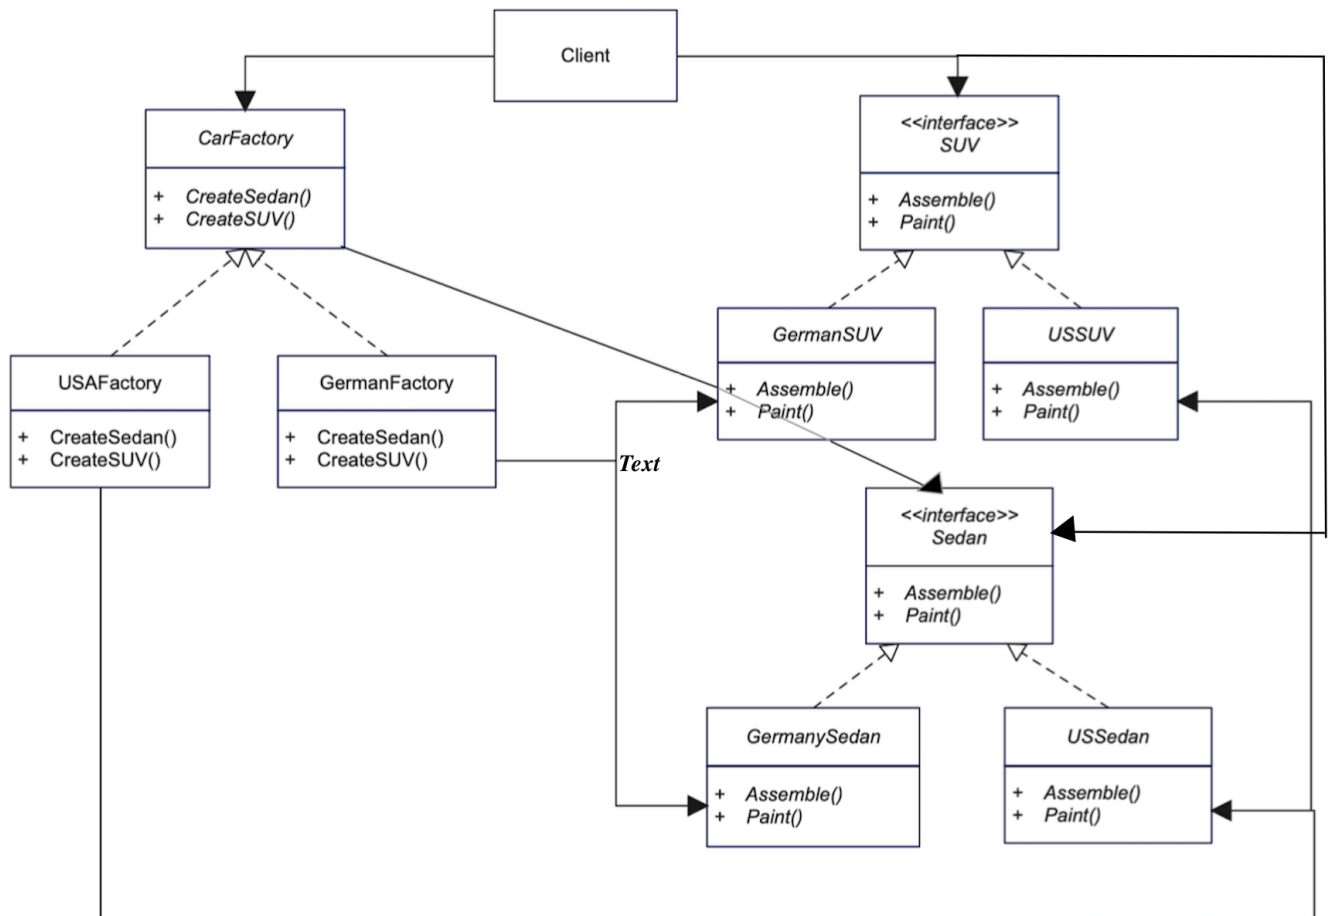 Client
CarFactory
+ CreateSedan()
+ CreateSUV()
<<interface>>
SUV
+ Assemble()
+ Paint()
USAFactory
+ CreateSedan()
+ CreateSUV()
GermanFactory
+ CreateSedan()
+ CreateSUV()
GermanSUV
+ Assemble()
+ Paint()
USSUV
+ Assemble()
+ Paint()
Text
<<interface>>
Sedan
+ Assemble()
+ Paint()
GermanySedan
+ Assemble()
+ Paint()
USSedan
+ Assemble()
+ Paint()